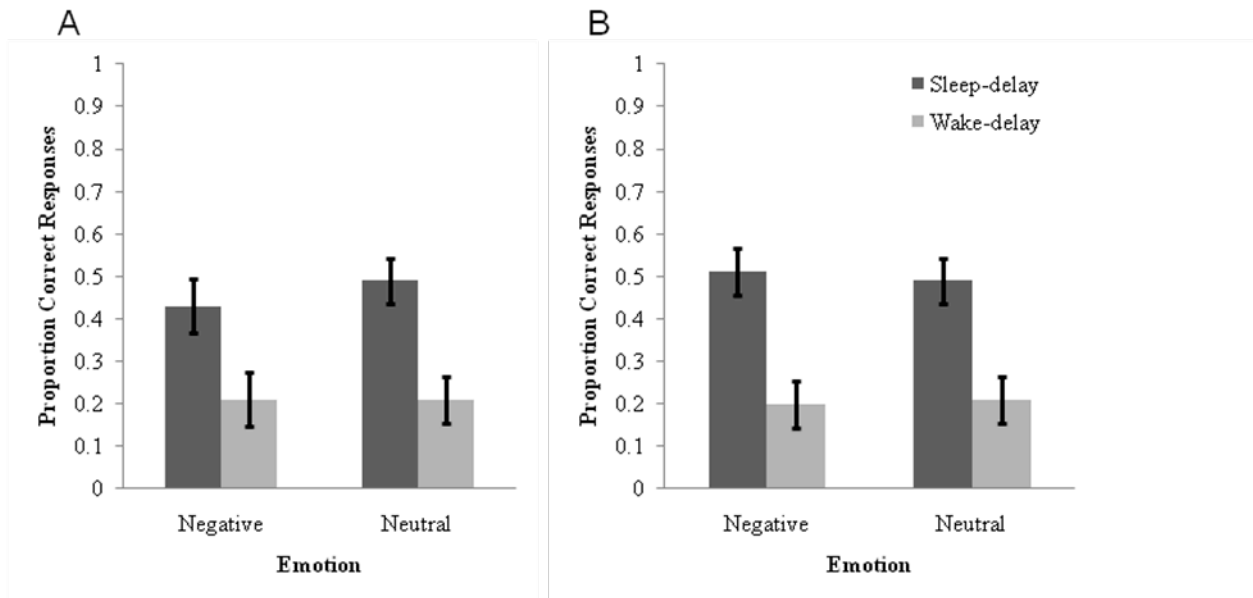 A
Proportion Correct Responses
1
0.9
0.8
0.7
0.6
0.5
0.4
0.3
0.2
0.1
0
Negative
Neutral
Emotion
B
Proportion Correct Responses
1
0.9
0.8
0.7
0.6
0.5
0.4
0.3
0.2
0.1
0
Sleep-delay
Wake-delay
Negative
Neutral
Emotion